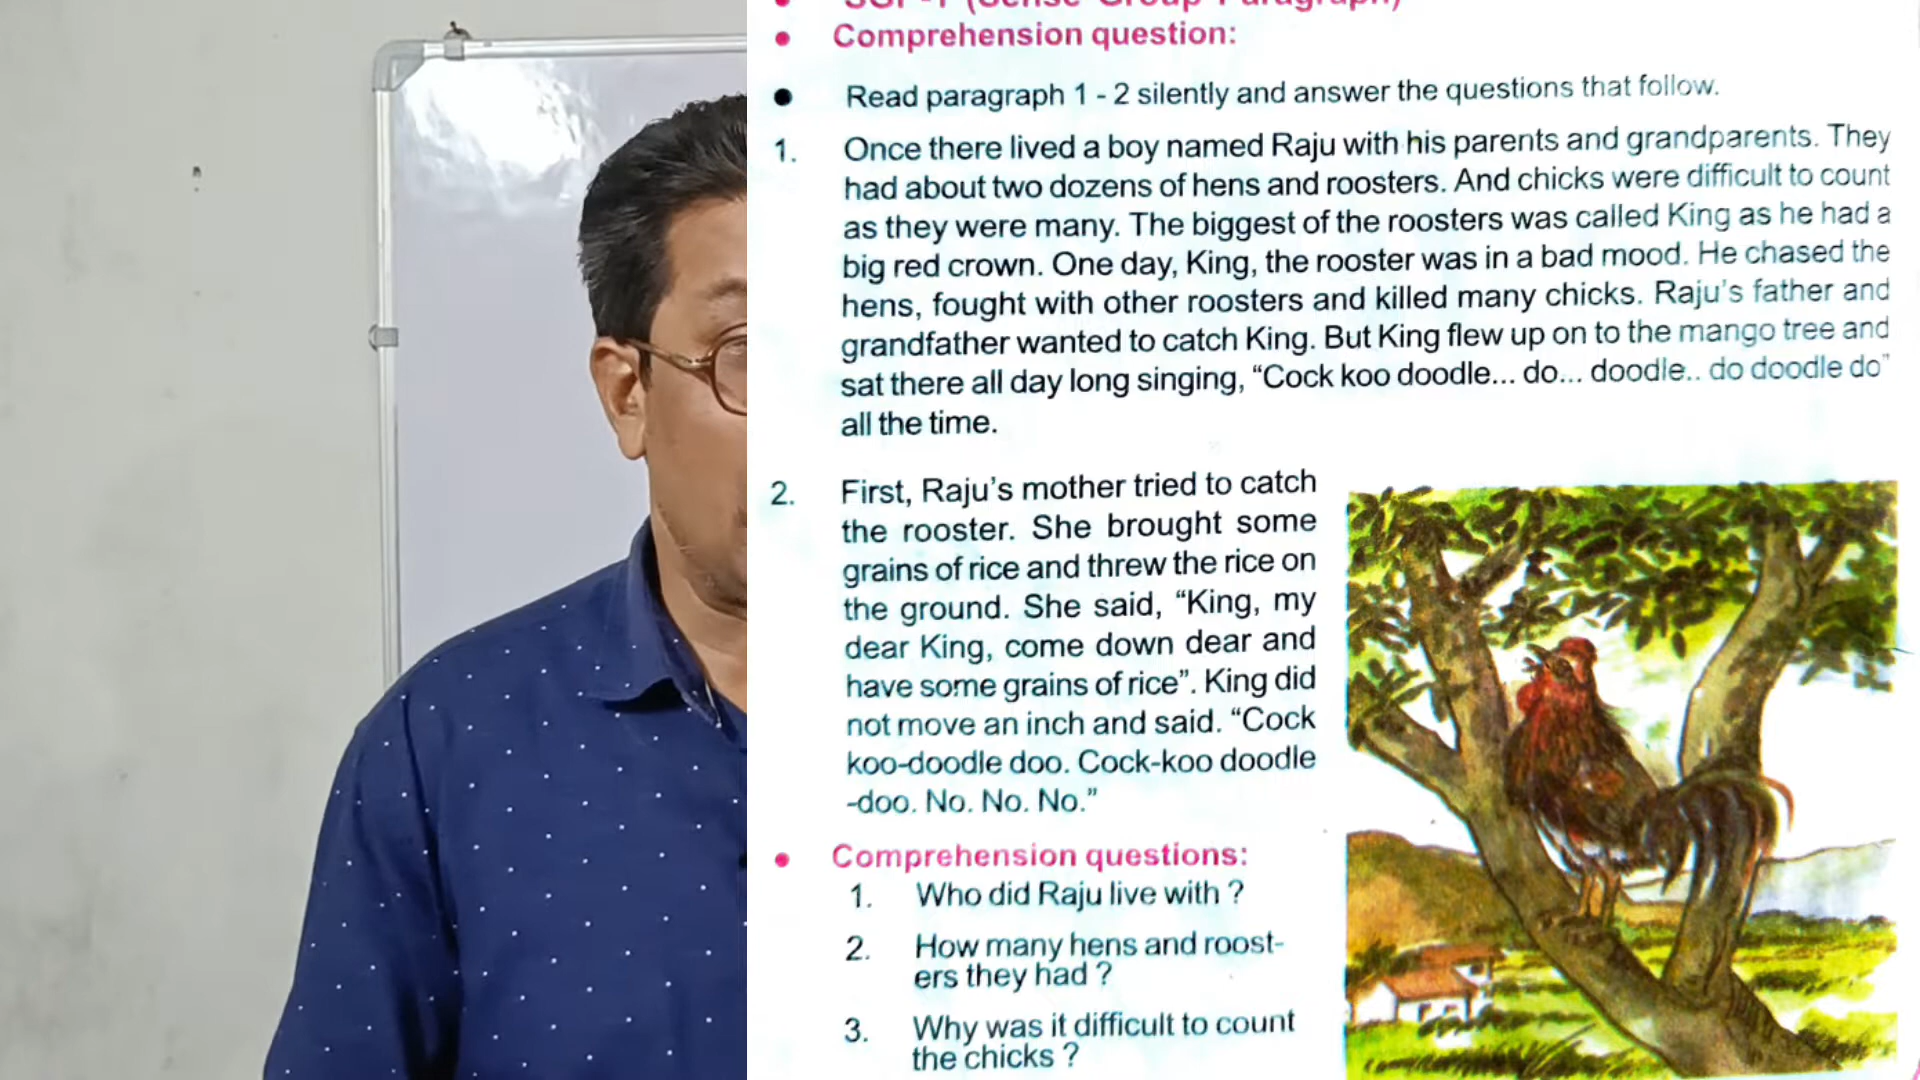 SGP-1 (Sense Group Paragraph)
Comprehension question:
Read paragraph 1 - 2 silently and answer the questions that follow.
1. Once there lived a boy named Raju with his parents and grandparents. They
had about two dozens of hens and roosters. And chicks were difficult to count
as they were many. The biggest of the roosters was called King as he had a
big red crown. One day, King, the rooster was in a bad mood. He chased the
hens, fought with other roosters and killed many chicks. Raju's father and
grandfather wanted to catch King. But King flew up on to the mango tree and
sat there all day long singing, “Cock koo doodle... do... doodle.. do doodle do”
all the time.
2. First, Raju's mother tried to catch
the rooster. She brought some
grains of rice and threw the rice on
the ground. She said, “King, my
dear King, come down dear and
have some grains of rice”. King did
not move an inch and said. “Cock
koo-doodle doo. Cock-koo doodle
-doo. No. No. No.”
Comprehension questions:
1. Who did Raju live with ?
2. How many hens and roost-
ers they had ?
3. Why was it difficult to count
the chicks ?